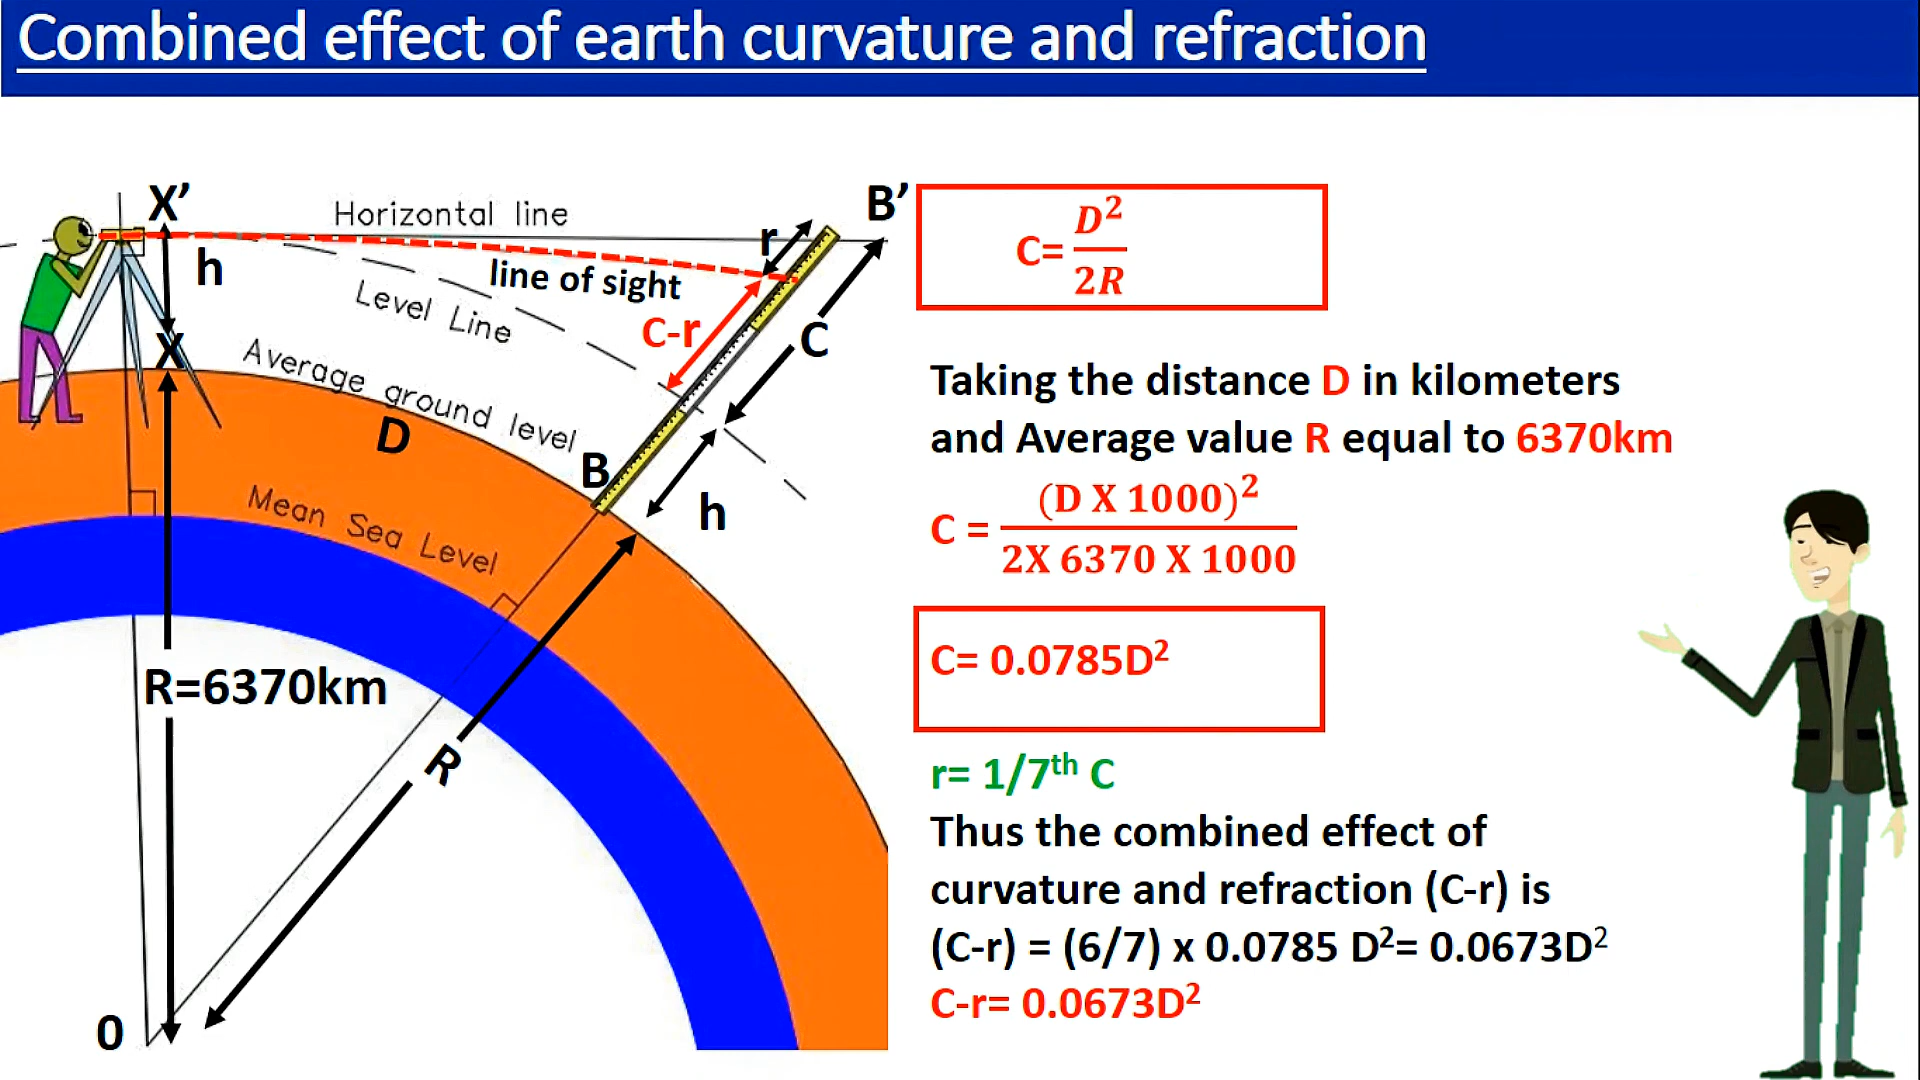 Combined effect of earth curvature and refraction
X’
Horizontal line
B’
r
h
line of sight
Level Line
C-r
C
X
Average ground level
D
B
h
Mean Sea Level
R=6370km
R
0
C= D²/2R
Taking the distance D in kilometers
and Average value R equal to 6370km
C = (D X 1000)²/2X 6370 X 1000
C= 0.0785D²
r= 1/7th C
Thus the combined effect of
curvature and refraction (C-r) is
(C-r) = (6/7) x 0.0785 D²= 0.0673D²
C-r= 0.0673D²